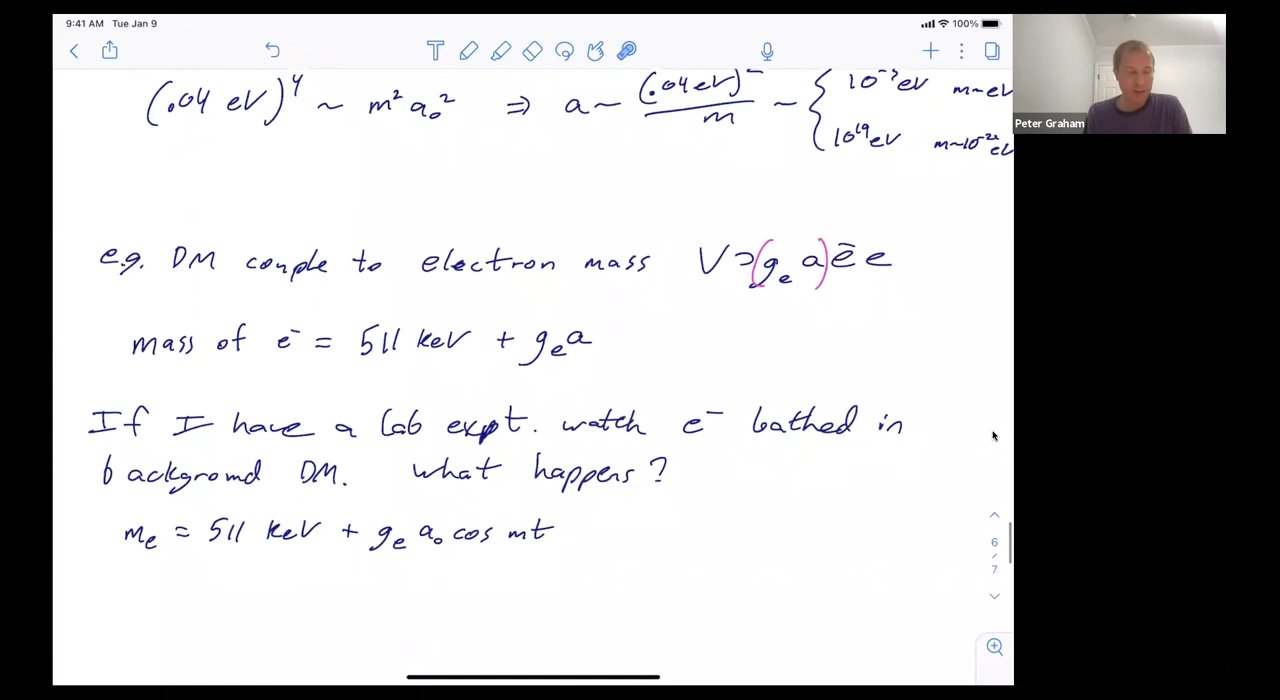 9:41 AM Tue Jan 9
100%
(.04 eV)⁴ ~ m² a₀² ⇒ a ~ (.04 eV)² / m ~ { 10⁻³ eV m~eV
10¹⁹ eV m~10⁻²² eV
Peter Graham
e.g. DM couple to electron mass V ⊃ (gₑ a) ē e
mass of e⁻ = 511 keV + gₑa
If I have a lab expt. watch e⁻ bathed in
background DM. what happens?
mₑ = 511 keV + gₑ a₀ cos mt
6
/
7